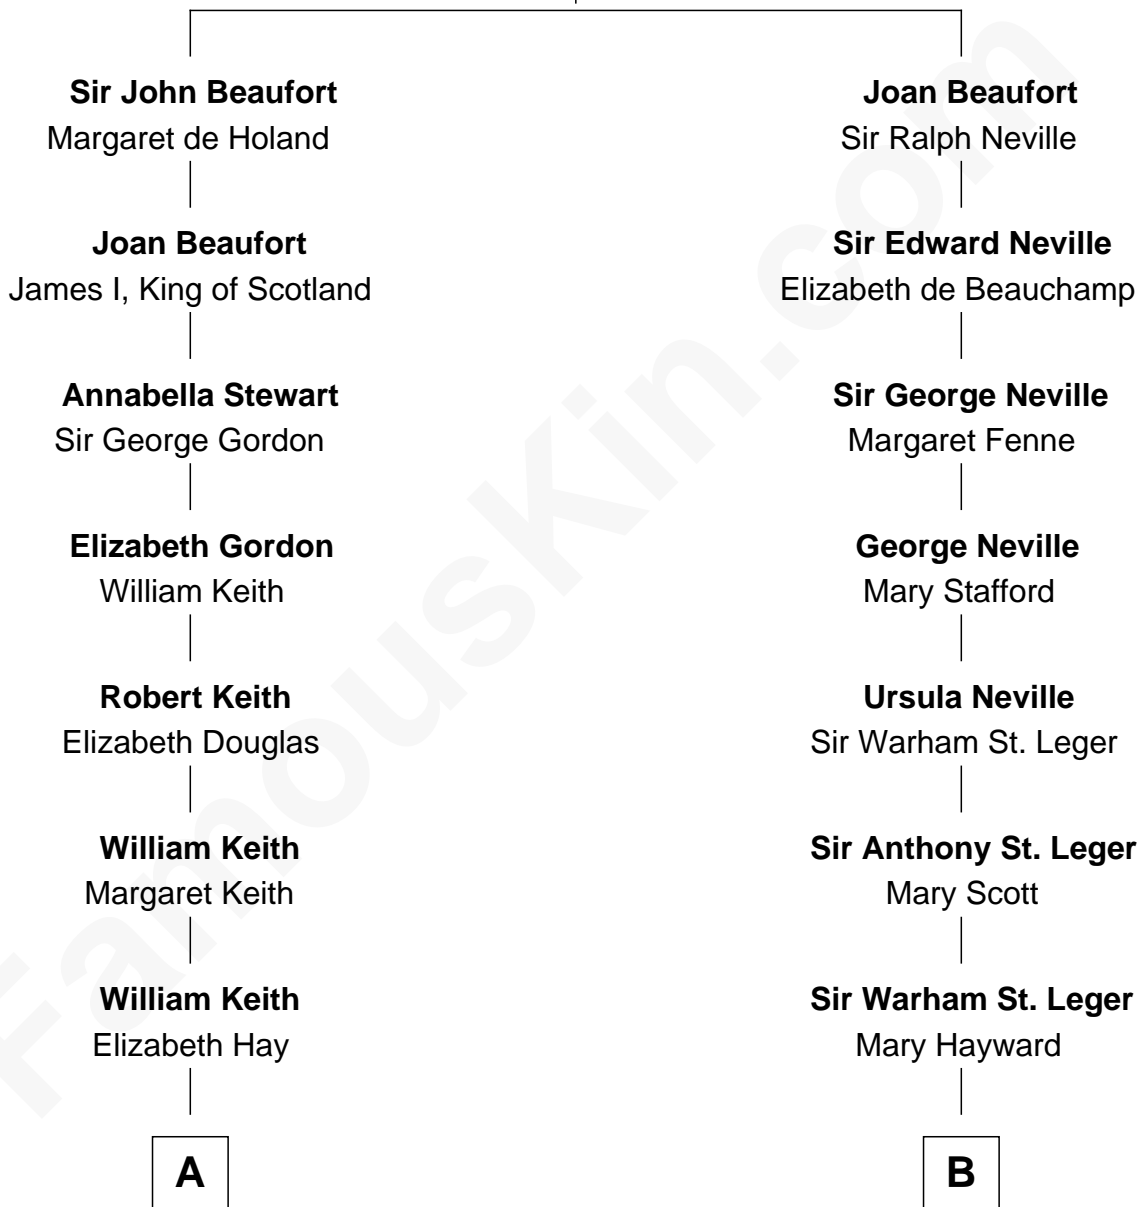 Sir John Beaufort
Margaret de Holand
Joan Beaufort
James I, King of Scotland
Annabella Stewart
Sir George Gordon
Elizabeth Gordon
William Keith
Robert Keith
Elizabeth Douglas
William Keith
Margaret Keith
William Keith
Elizabeth Hay
A
Joan Beaufort
Sir Ralph Neville
Sir Edward Neville
Elizabeth de Beauchamp
Sir George Neville
Margaret Fenne
George Neville
Mary Stafford
Ursula Neville
Sir Warham St. Leger
Sir Anthony St. Leger
Mary Scott
Sir Warham St. Leger
Mary Hayward
B
FamousKin.com